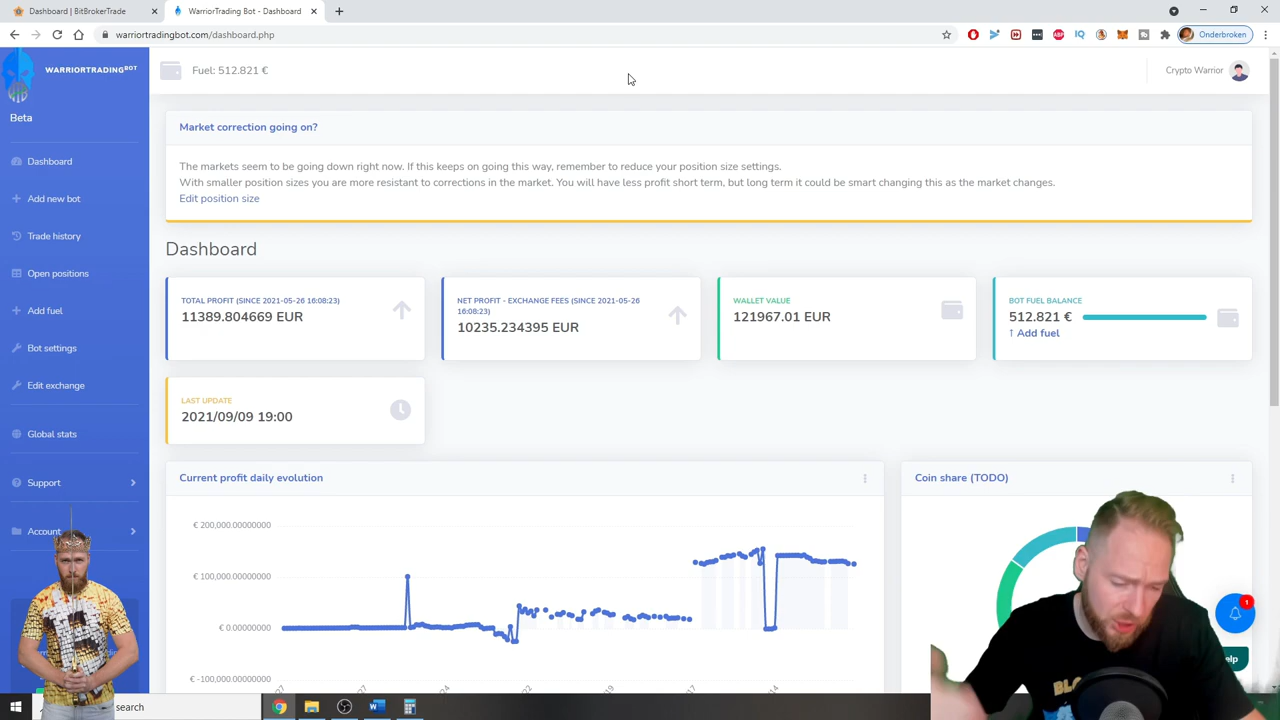 Dashboard | BitBrokerTrade
WarriorTrading Bot - Dashboard
warriortradingbot.com/dashboard.php
ABP
IQ
Onderbroken
WARRIORTRADINGBOT
Fuel: 512.821 €
Crypto Warrior
Beta
Dashboard
Add new bot
Trade history
Open positions
Add fuel
Bot settings
Edit exchange
Global stats
Support
Account
Market correction going on?
The markets seem to be going down right now. If this keeps on going this way, remember to reduce your position size settings.
With smaller position sizes you are more resistant to corrections in the market. You will have less profit short term, but long term it could be smart changing this as the market changes.
Edit position size
Dashboard
TOTAL PROFIT (SINCE 2021-05-26 16:08:23)
11389.804669 EUR
NET PROFIT - EXCHANGE FEES (SINCE 2021-05-26
16:08:23)
10235.234395 EUR
WALLET VALUE
121967.01 EUR
BOT FUEL BALANCE
512.821 €
↑ Add fuel
LAST UPDATE
2021/09/09 19:00
Current profit daily evolution
€ 200,000.00000000
€ 100,000.00000000
€ 0.00000000
€ -100,000.00000000
Coin share (TODO)
1
elp
search